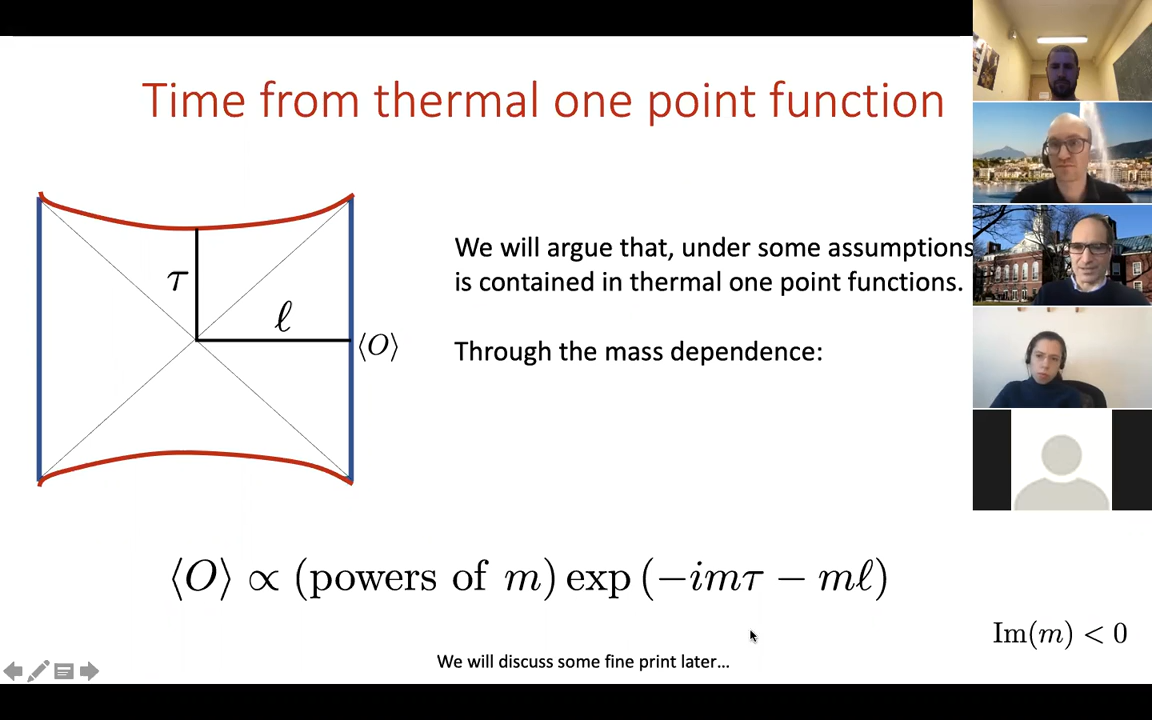 Time from thermal one point function
τ
ℓ
⟨O⟩
We will argue that, under some assumptions
is contained in thermal one point functions.
Through the mass dependence:
⟨O⟩ ∝ (powers of m) exp (−imτ − mℓ)
Im(m) < 0
We will discuss some fine print later...